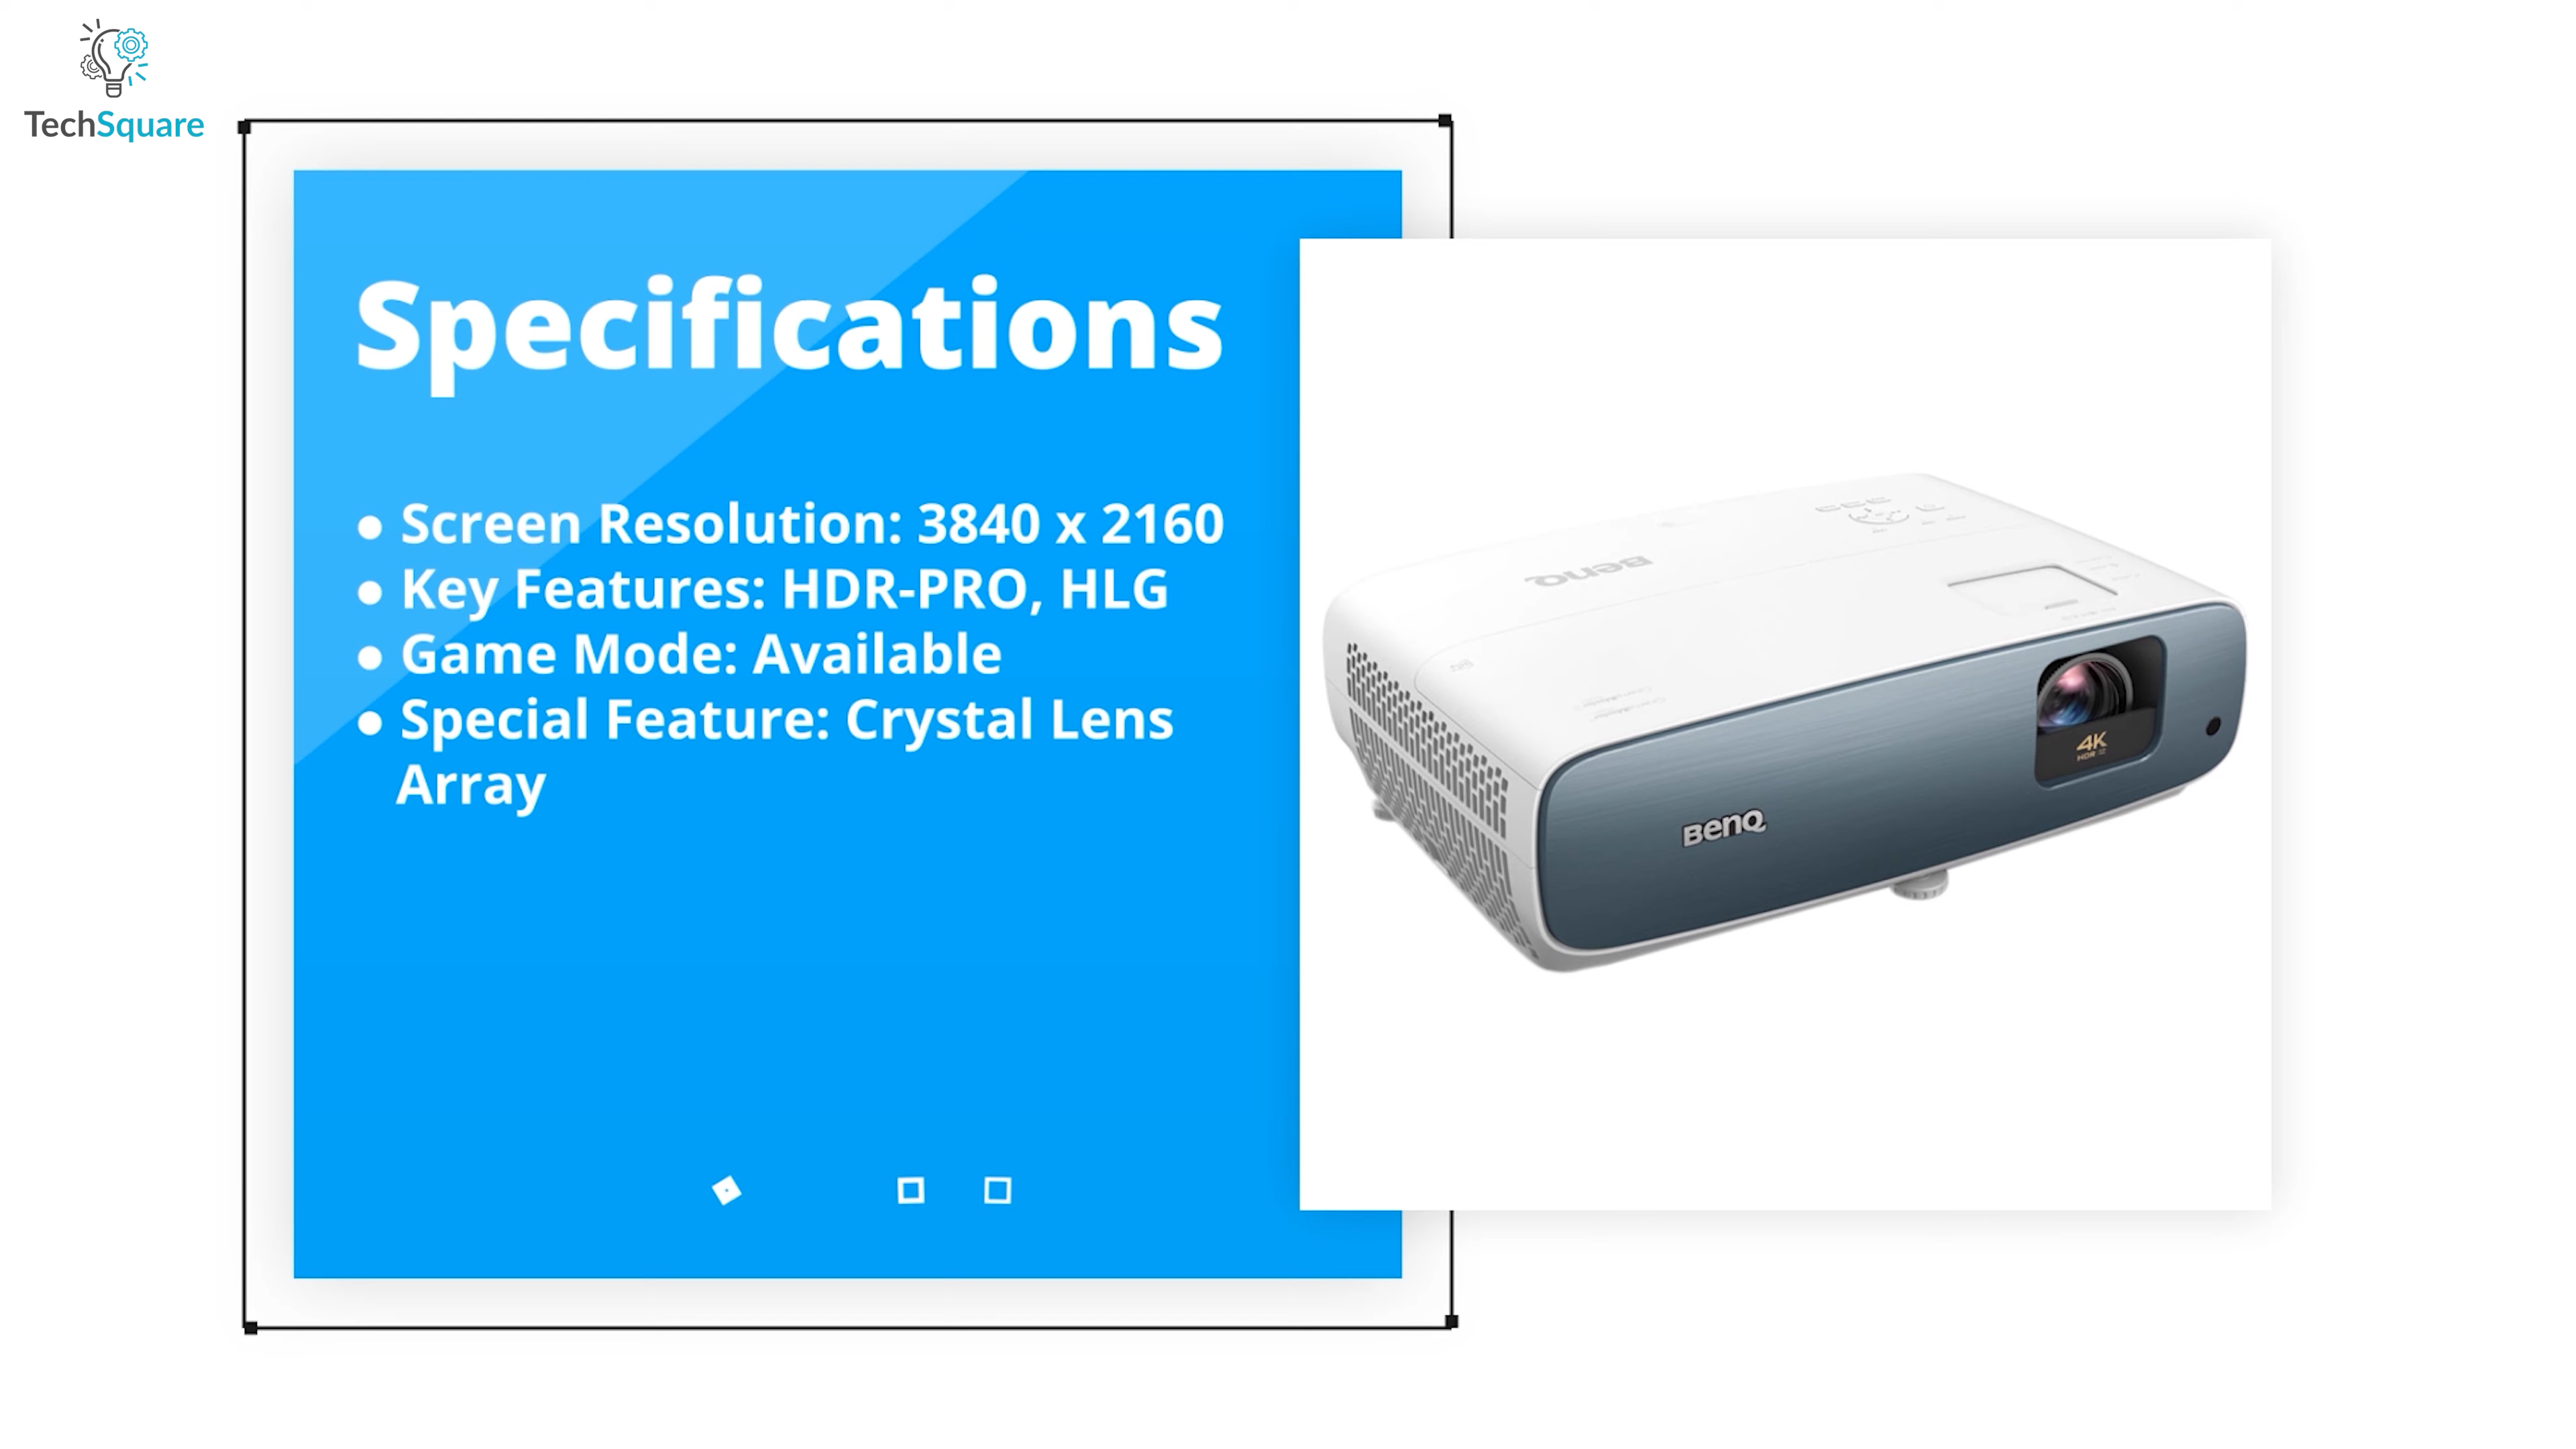 TechSquare
Specifications
● Screen Resolution: 3840 x 2160
● Key Features: HDR-PRO, HLG
● Game Mode: Available
● Special Feature: Crystal Lens
Array
BenQ
4K
HDR
BenQ